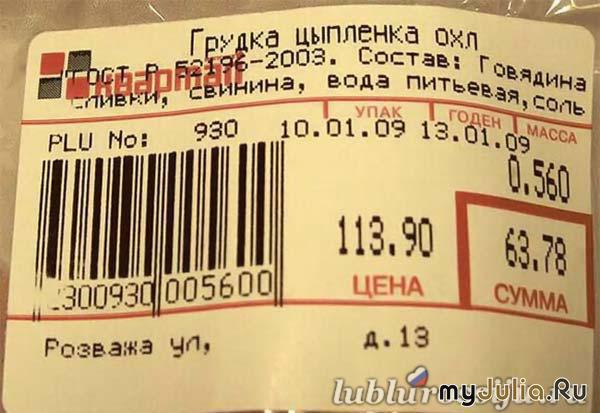 Грудка цыпленка охл
ГОСТ Р 52196-2003. Состав: Говядина
квартал
сливки, свинина, вода питьевая,соль
УПАК ГОДЕН МАССА
PLU No: 930 10.01.09 13.01.09
0.560
113.90 63.78
ЦЕНА СУММА
2300930 005600
Розважа ул, д.13
myJulia.Ru